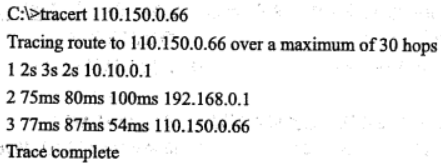 C:\>tracert 110.150.0.66
Tracing route to 110.150.0.66 over a maximum of 30 hops
1 2s 3s 2s 10.10.0.1
2 75ms 80ms 100ms 192.168.0.1
3 77ms 87ms 54ms 110.150.0.66
Trace complete